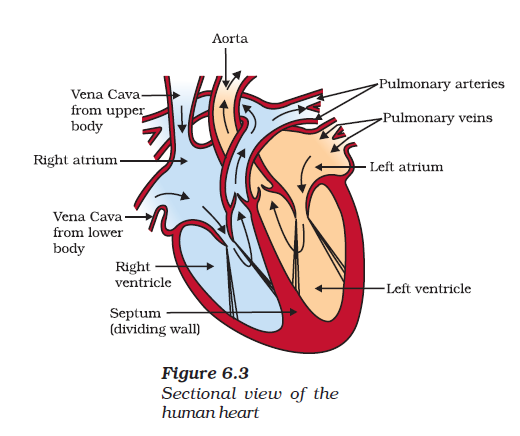 Aorta
Vena Cava
from upper
body
Pulmonary arteries
Pulmonary veins
Right atrium
Left atrium
Vena Cava
from lower
body
Right
ventricle
Left ventricle
Septum
(dividing wall)
Figure 6.3
Sectional view of the
human heart